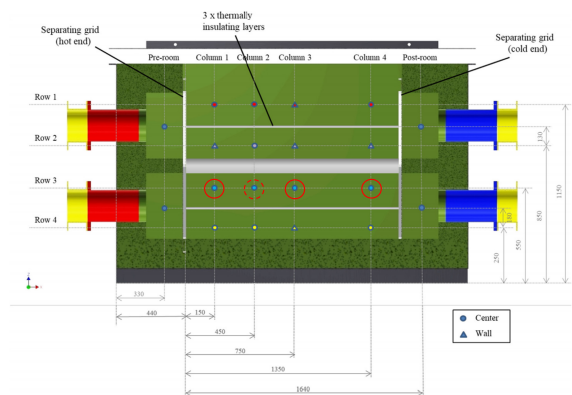 Separating grid
(hot end)
3 x thermally
insulating layers
Separating grid
(cold end)
Pre-room Column 1 Column 2 Column 3 Column 4 Post-room
Row 1
Row 2
Row 3
Row 4
130
1150
850
550
110
250
330
440
150
450
750
1350
1640
Center
Wall